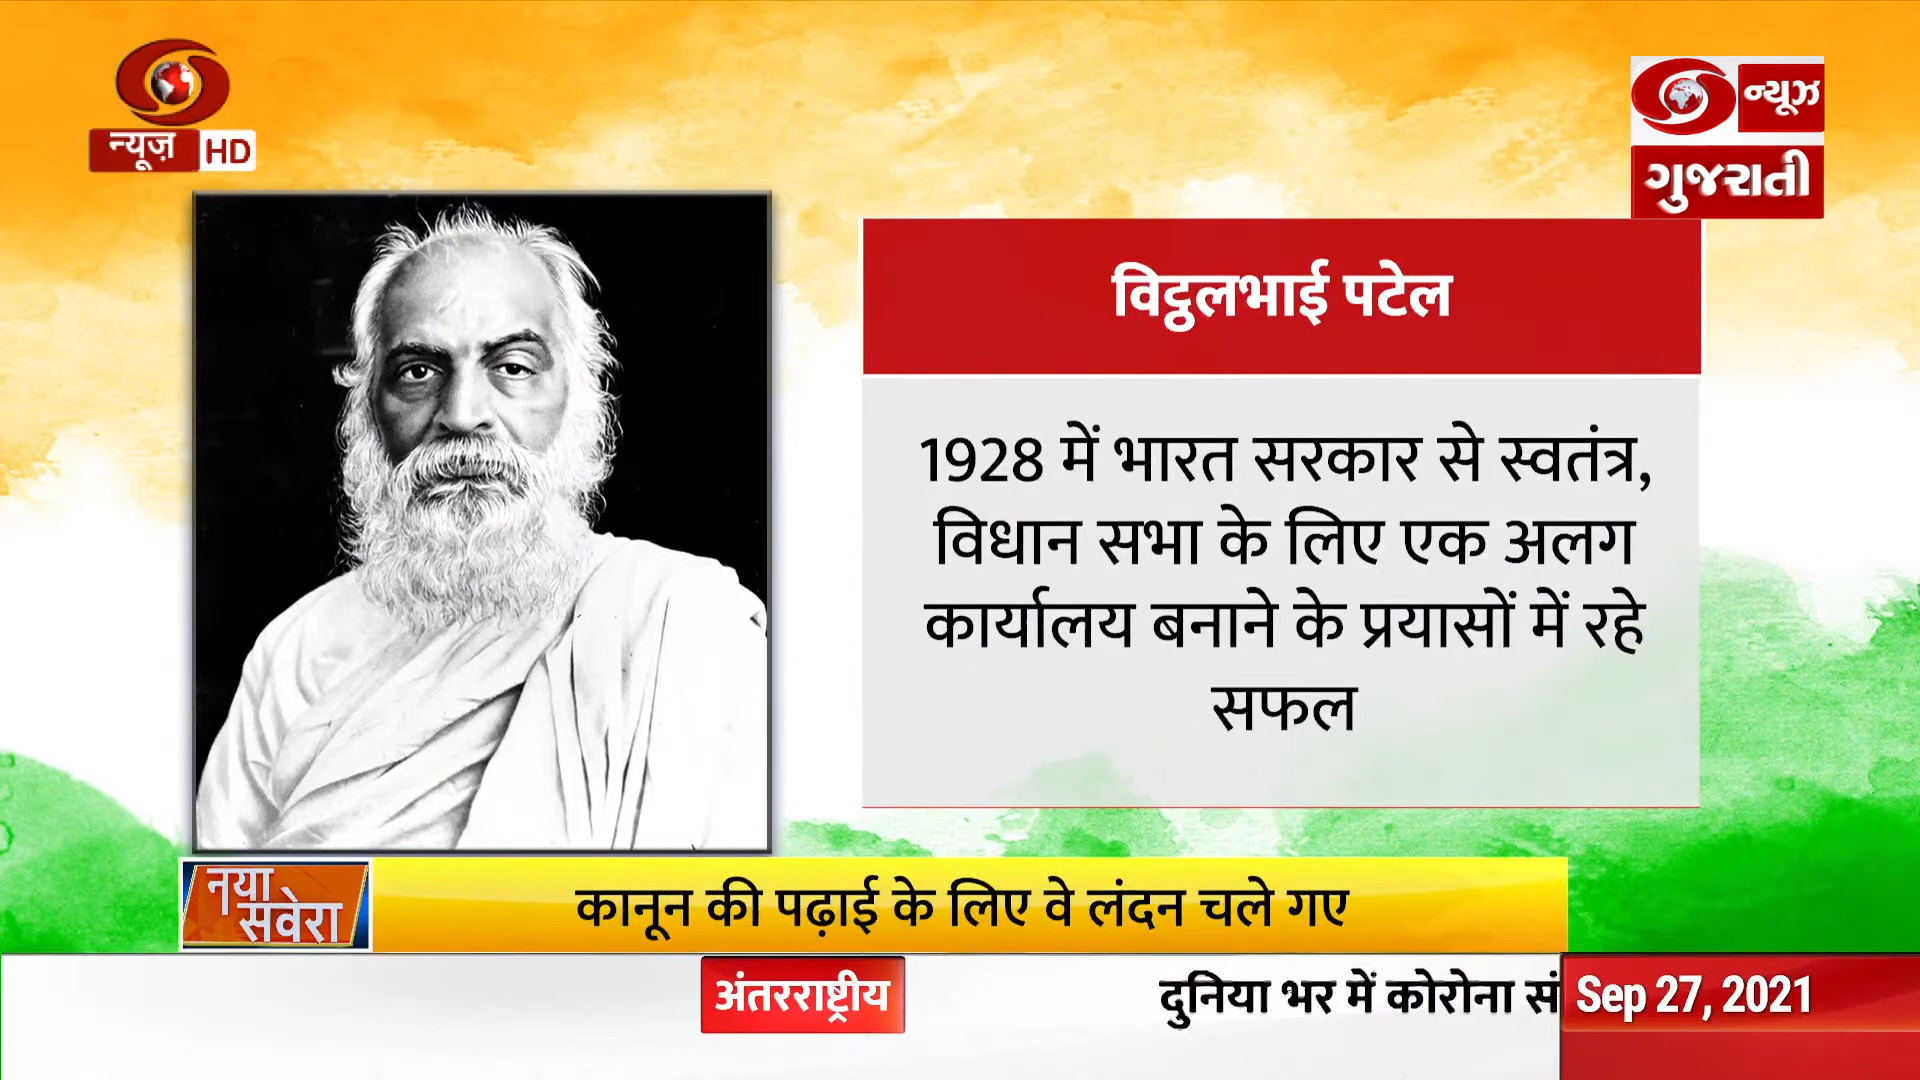 न्यूज़ HD
न्यूઝ
ગુજરાતી
विट्ठलभाई पटेल
1928 में भारत सरकार से स्वतंत्र,
विधान सभा के लिए एक अलग
कार्यालय बनाने के प्रयासों में रहे
सफल
नया
सवेरा
कानून की पढ़ाई के लिए वे लंदन चले गए
अंतरराष्ट्रीय
दुनिया भर में कोरोना सं
Sep 27, 2021